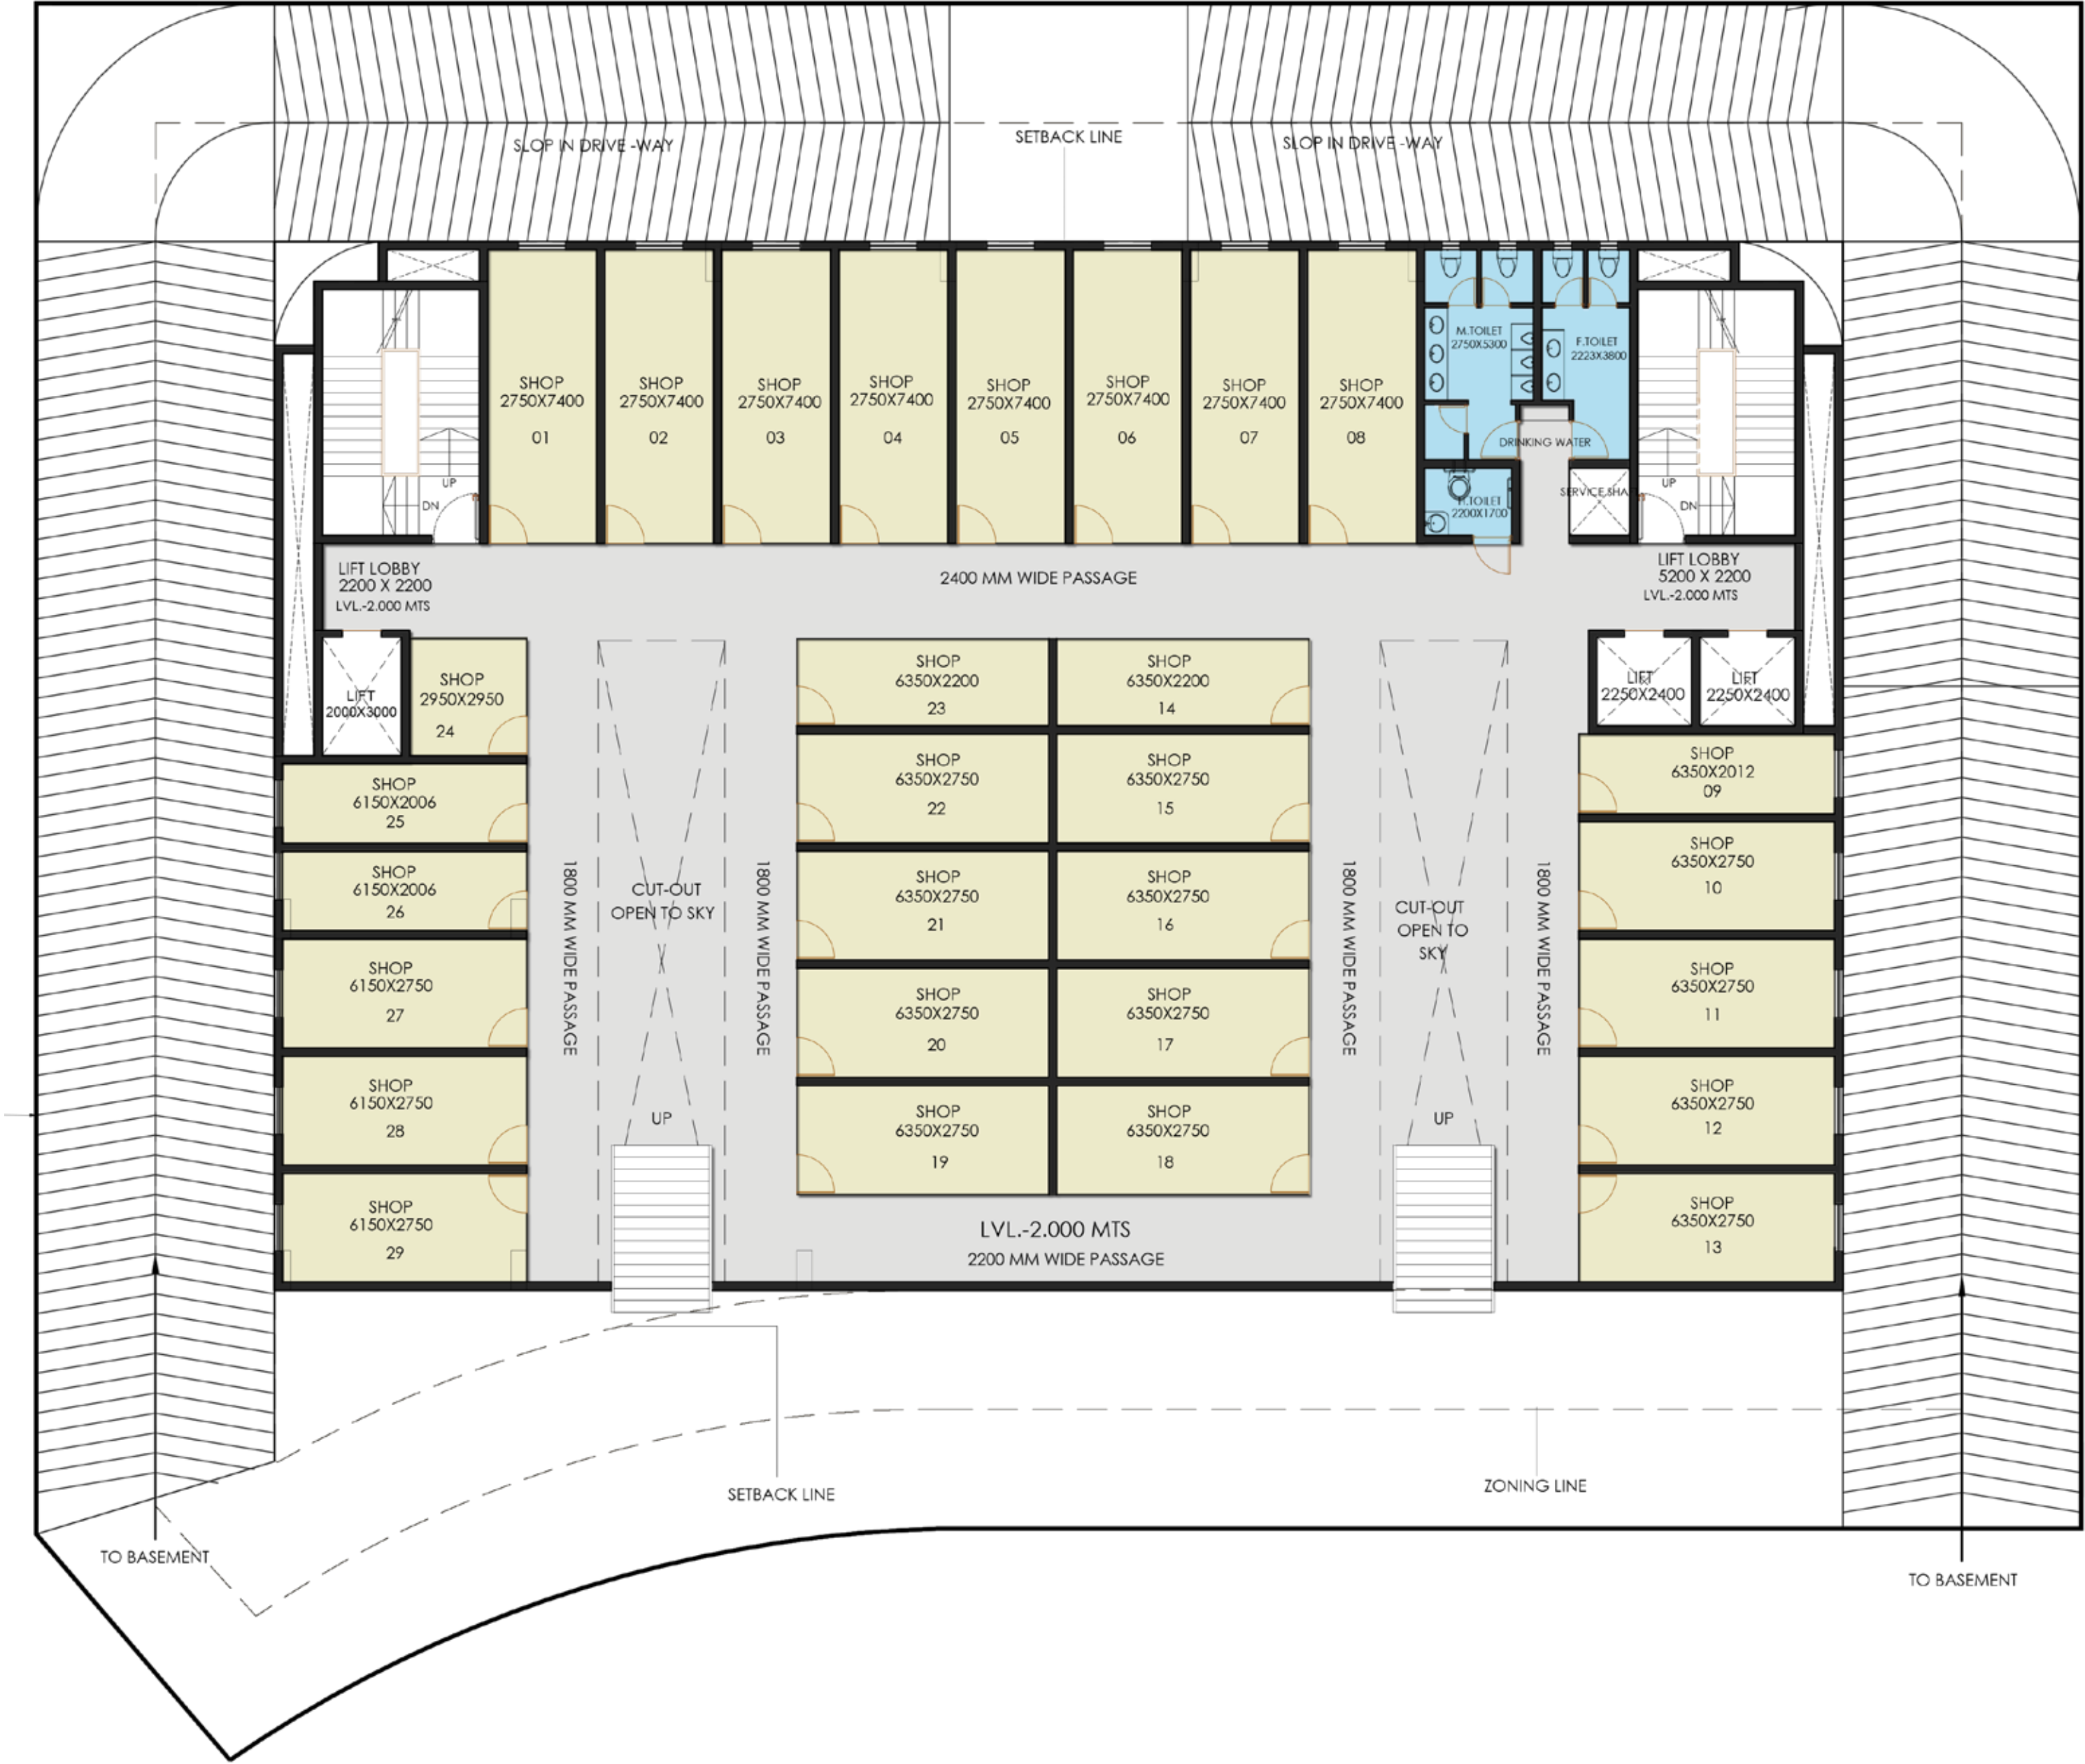 SLOP IN DRIVE -WAY
SETBACK LINE
SLOP IN DRIVE -WAY
SHOP
2750X7400
01
SHOP
2750X7400
02
SHOP
2750X7400
03
SHOP
2750X7400
04
SHOP
2750X7400
05
SHOP
2750X7400
06
SHOP
2750X7400
07
SHOP
2750X7400
08
M.TOILET
2750X5300
F.TOILET
2223X3800
DRINKING WATER
TOILET
2200X1700
SERVICE
UP
DN
UP
DN
LIFT LOBBY
2200 X 2200
LVL.-2.000 MTS
2400 MM WIDE PASSAGE
LIFT LOBBY
5200 X 2200
LVL.-2.000 MTS
LIFT
2000X3000
SHOP
2950X2950
24
SHOP
6350X2200
23
SHOP
6350X2200
14
LIFT
2250X2400
LIFT
2250X2400
SHOP
6150X2006
25
SHOP
6350X2750
22
SHOP
6350X2750
15
SHOP
6350X2012
09
SHOP
6150X2006
26
1800 MM WIDE PASSAGE
CUT-OUT
OPEN TO SKY
1800 MM WIDE PASSAGE
SHOP
6350X2750
21
SHOP
6350X2750
16
1800 MM WIDE PASSAGE
CUT-OUT
OPEN TO
SKY
1800 MM WIDE PASSAGE
SHOP
6350X2750
10
SHOP
6150X2750
27
SHOP
6350X2750
20
SHOP
6350X2750
17
SHOP
6350X2750
11
SHOP
6150X2750
28
UP
SHOP
6350X2750
19
SHOP
6350X2750
18
UP
SHOP
6350X2750
12
SHOP
6150X2750
29
LVL.-2.000 MTS
2200 MM WIDE PASSAGE
SHOP
6350X2750
13
SETBACK LINE
ZONING LINE
TO BASEMENT
TO BASEMENT